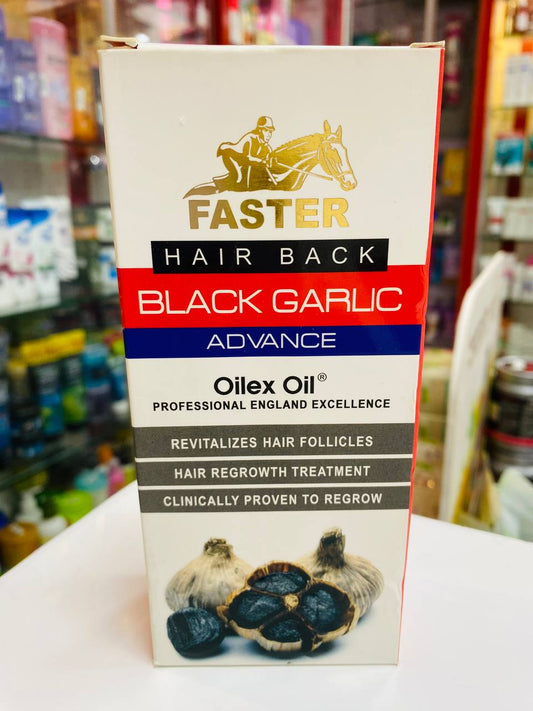 FASTER
HAIR BACK
BLACK GARLIC
ADVANCE
Oilex Oil®
PROFESSIONAL ENGLAND EXCELLENCE
REVITALIZES HAIR FOLLICLES
HAIR REGROWTH TREATMENT
CLINICALLY PROVEN TO REGROW